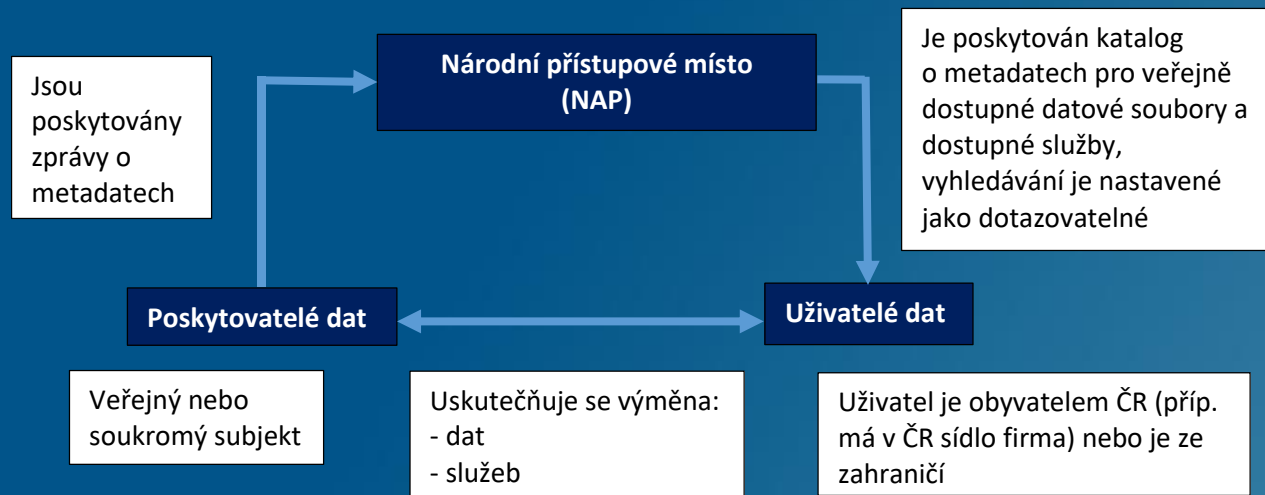 Národní přístupové místo
(NAP)
Jsou
poskytovány
zprávy o
metadatech
Je poskytován katalog
o metadatech pro veřejně
dostupné datové soubory a
dostupné služby,
vyhledávání je nastavené
jako dotazovatelné
Poskytovatelé dat
Uživatelé dat
Veřejný nebo
soukromý subjekt
Uskutečňuje se výměna:
- dat
- služeb
Uživatel je obyvatelem ČR (příp.
má v ČR sídlo firma) nebo je ze
zahraničí